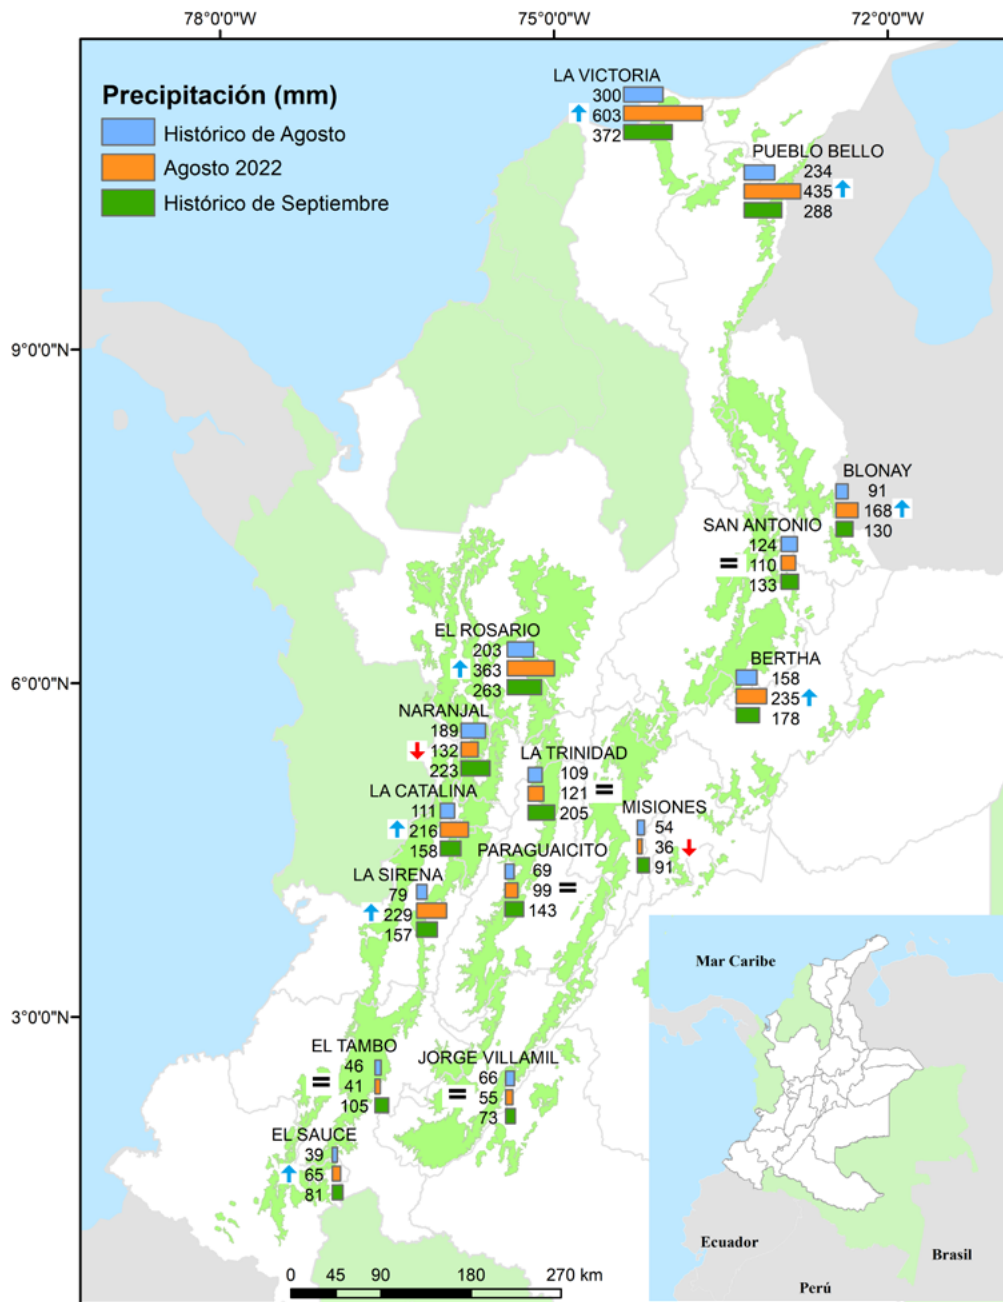 78°0'0"W
75°0'0"W
72°0'0"W
Precipitación (mm)
Histórico de Agosto
Agosto 2022
Histórico de Septiembre
LA VICTORIA
300
603
372
PUEBLO BELLO
234
435
288
9°0'0"N
BLONAY
91
168
130
SAN ANTONIO
124
=
110
133
EL ROSARIO
203
363
263
6°0'0"N
BERTHA
158
235
178
NARANJAL
189
132
223
LA TRINIDAD
109
121 =
205
LA CATALINA
111
216
158
MISIONES
54
36
91
PARAGUAICITO
69
99 =
143
LA SIRENA
79
229
157
3°0'0"N
EL TAMBO
46
= 41
105
JORGE VILLAMIL
66
= 55
73
EL SAUCE
39
65
81
0 45 90 180 270 km
Mar Caribe
Ecuador
Brasil
Perú